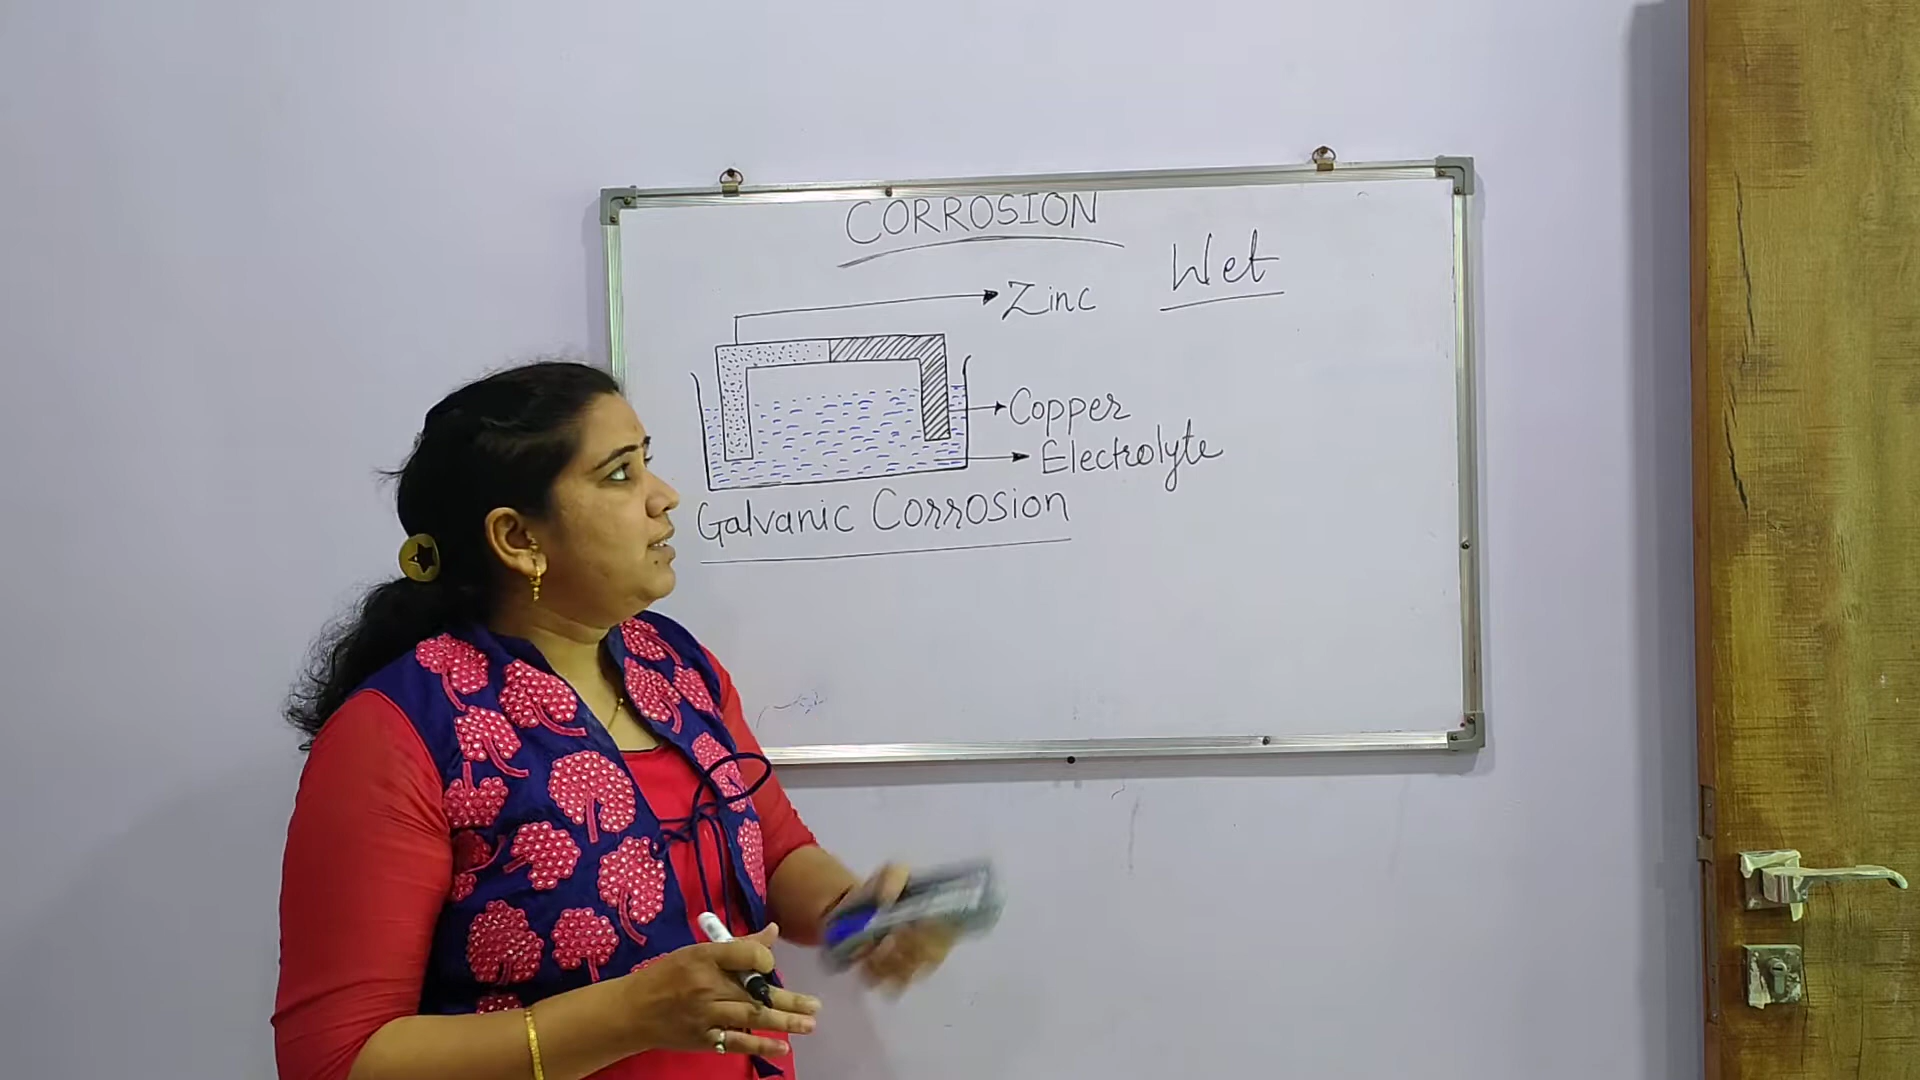 CORROSION
Wet
Zinc
Copper
Electrolyte
Galvanic Corrosion